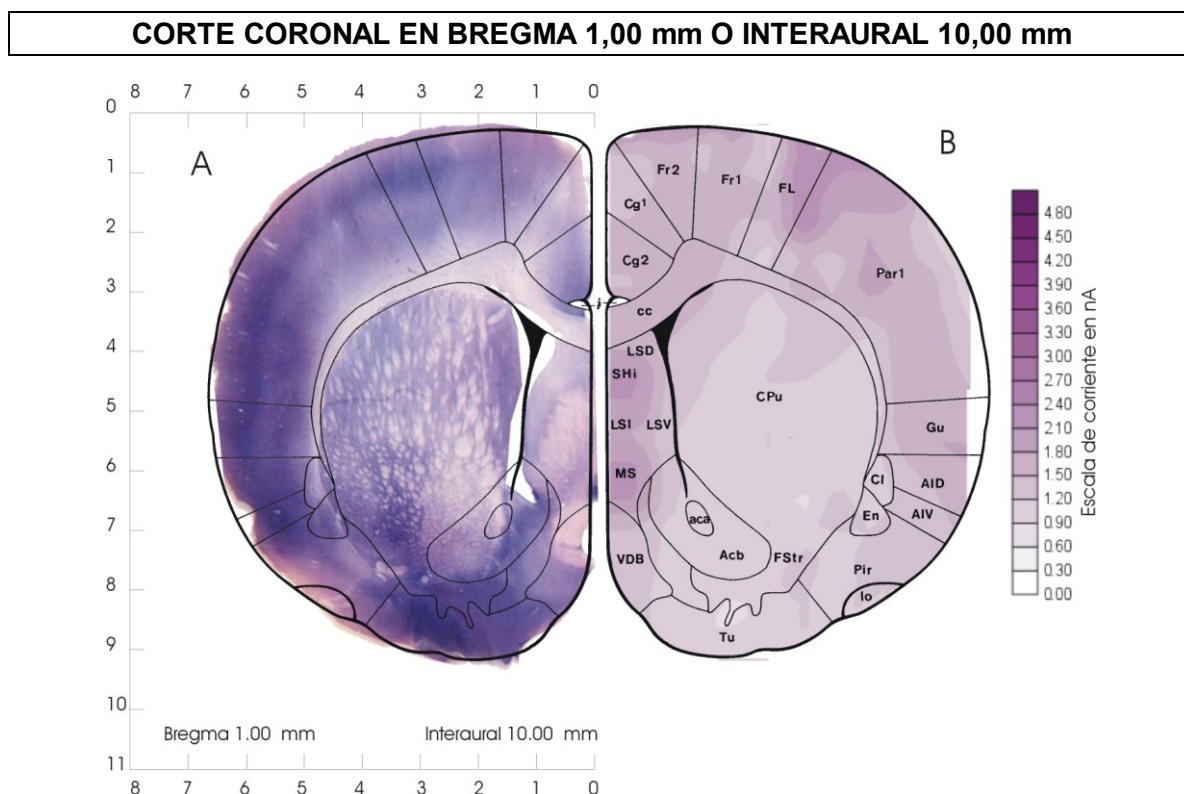 CORTE CORONAL EN BREGMA 1,00 mm O INTERAURAL 10,00 mm
8 7 6 5 4 3 2 1 0
0
1
2
3
4
5
6
7
8
9
10
11
A
B
Fr2
Fr1
FL
Cg1
Cg2
Par1
cc
LSD
SHi
CPu
LSI
LSV
Gu
MS
Cl
AID
En
AIV
aca
VDB
Acb
FStr
Pir
lo
Tu
4.80
4.50
4.20
3.90
3.60
3.30
3.00
2.70
2.40
2.10
1.80
1.50
1.20
0.90
0.60
0.30
0.00
Escala de corriente en nA
Bregma 1.00 mm
Interaural 10.00 mm
8 7 6 5 4 3 2 1 0